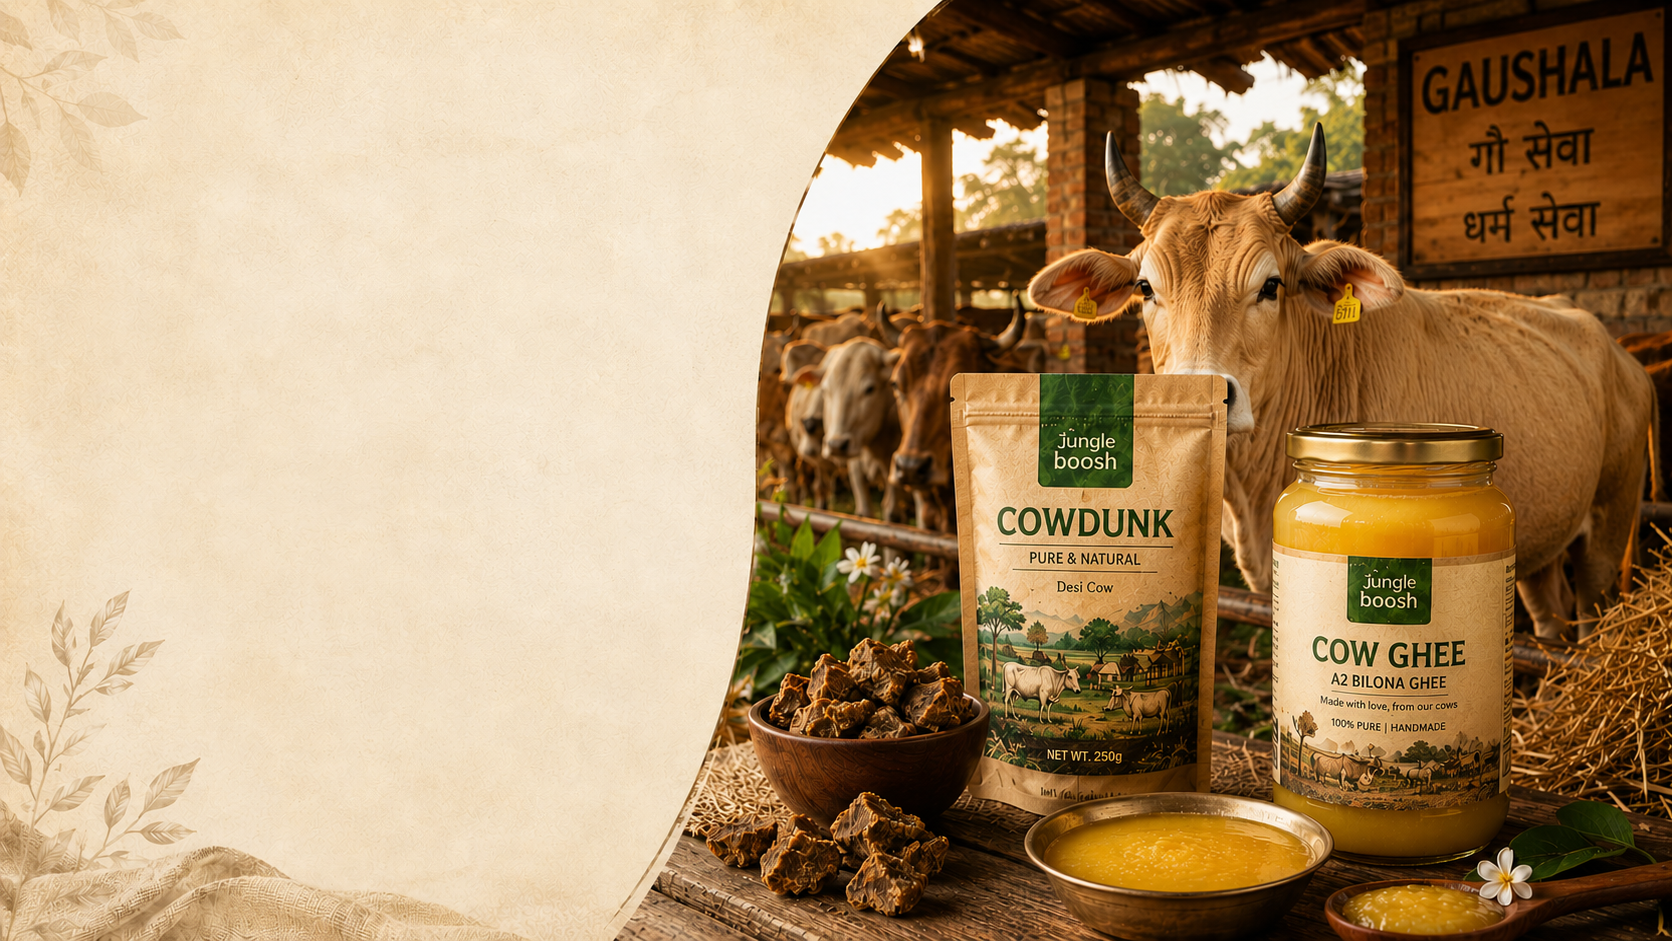 GAUSHALA
गौ सेवा
धर्म सेवा
jungle
boosh
COWDUNK
PURE & NATURAL
Desi Cow
NET WT. 250g
jungle
boosh
COW GHEE
A2 BILONA GHEE
Made with love, from our cows
100% PURE | HANDMADE